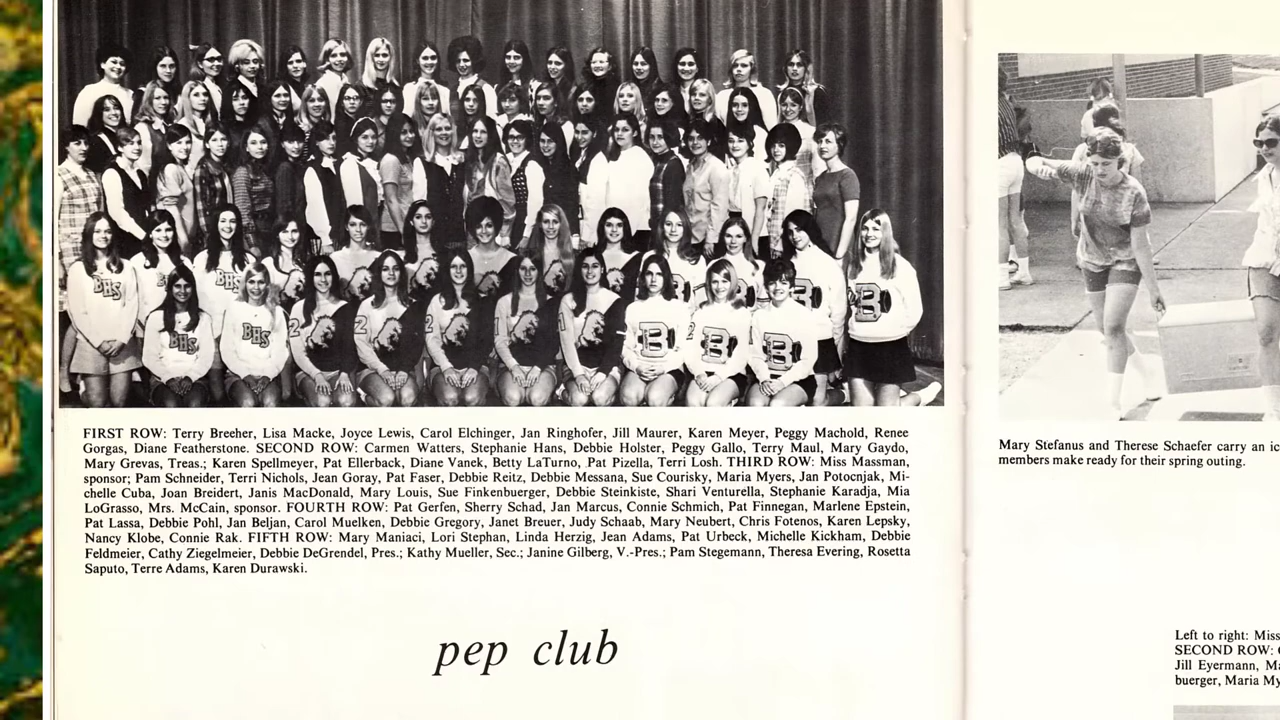 BHS
BHS
BHS
BHS
2
2
2
B
B
B
B
B
FIRST ROW: Terry Breeher, Lisa Macke, Joyce Lewis, Carol Elchinger, Jan Ringhofer, Jill Maurer, Karen Meyer, Peggy Machold, Renee
Gorgas, Diane Featherstone. SECOND ROW: Carmen Watters, Stephanie Hans, Debbie Holster, Peggy Gallo, Terry Maul, Mary Gaydo,
Mary Grevas, Treas.; Karen Spellmeyer, Pat Ellerback, Diane Vanek, Betty LaTurno, Pat Pizella, Terri Losh. THIRD ROW: Miss Massman,
sponsor; Pam Schneider, Terri Nichols, Jean Goray, Pat Faser, Debbie Reitz, Debbie Messana, Sue Courisky, Maria Myers, Jan Potocnjak, Mi-
chelle Cuba, Joan Breidert, Janis MacDonald, Mary Louis, Sue Finkenbuerger, Debbie Steinkiste, Shari Venturella, Stephanie Karadja, Mia
LoGrasso, Mrs. McCain, sponsor. FOURTH ROW: Pat Gerfen, Sherry Schad, Jan Marcus, Connie Schmich, Pat Finnegan, Marlene Epstein,
Pat Lassa, Debbie Pohl, Jan Beljan, Carol Muelken, Debbie Gregory, Janet Breuer, Judy Schaab, Mary Neubert, Chris Fotenos, Karen Lepsky,
Nancy Klobe, Connie Rak. FIFTH ROW: Mary Maniaci, Lori Stephan, Linda Herzig, Jean Adams, Pat Urbeck, Michelle Kickham, Debbie
Feldmeier, Cathy Ziegelmeier, Debbie DeGrendel, Pres.; Kathy Mueller, Sec.; Janine Gilberg, V.-Pres.; Pam Stegemann, Theresa Evering, Rosetta
Saputo, Terre Adams, Karen Durawski.
pep club
Mary Stefanus and Therese Schaefer carry an ic
members make ready for their spring outing.
Left to right: Miss
SECOND ROW:
Jill Eyermann, Ma
buerger, Maria My